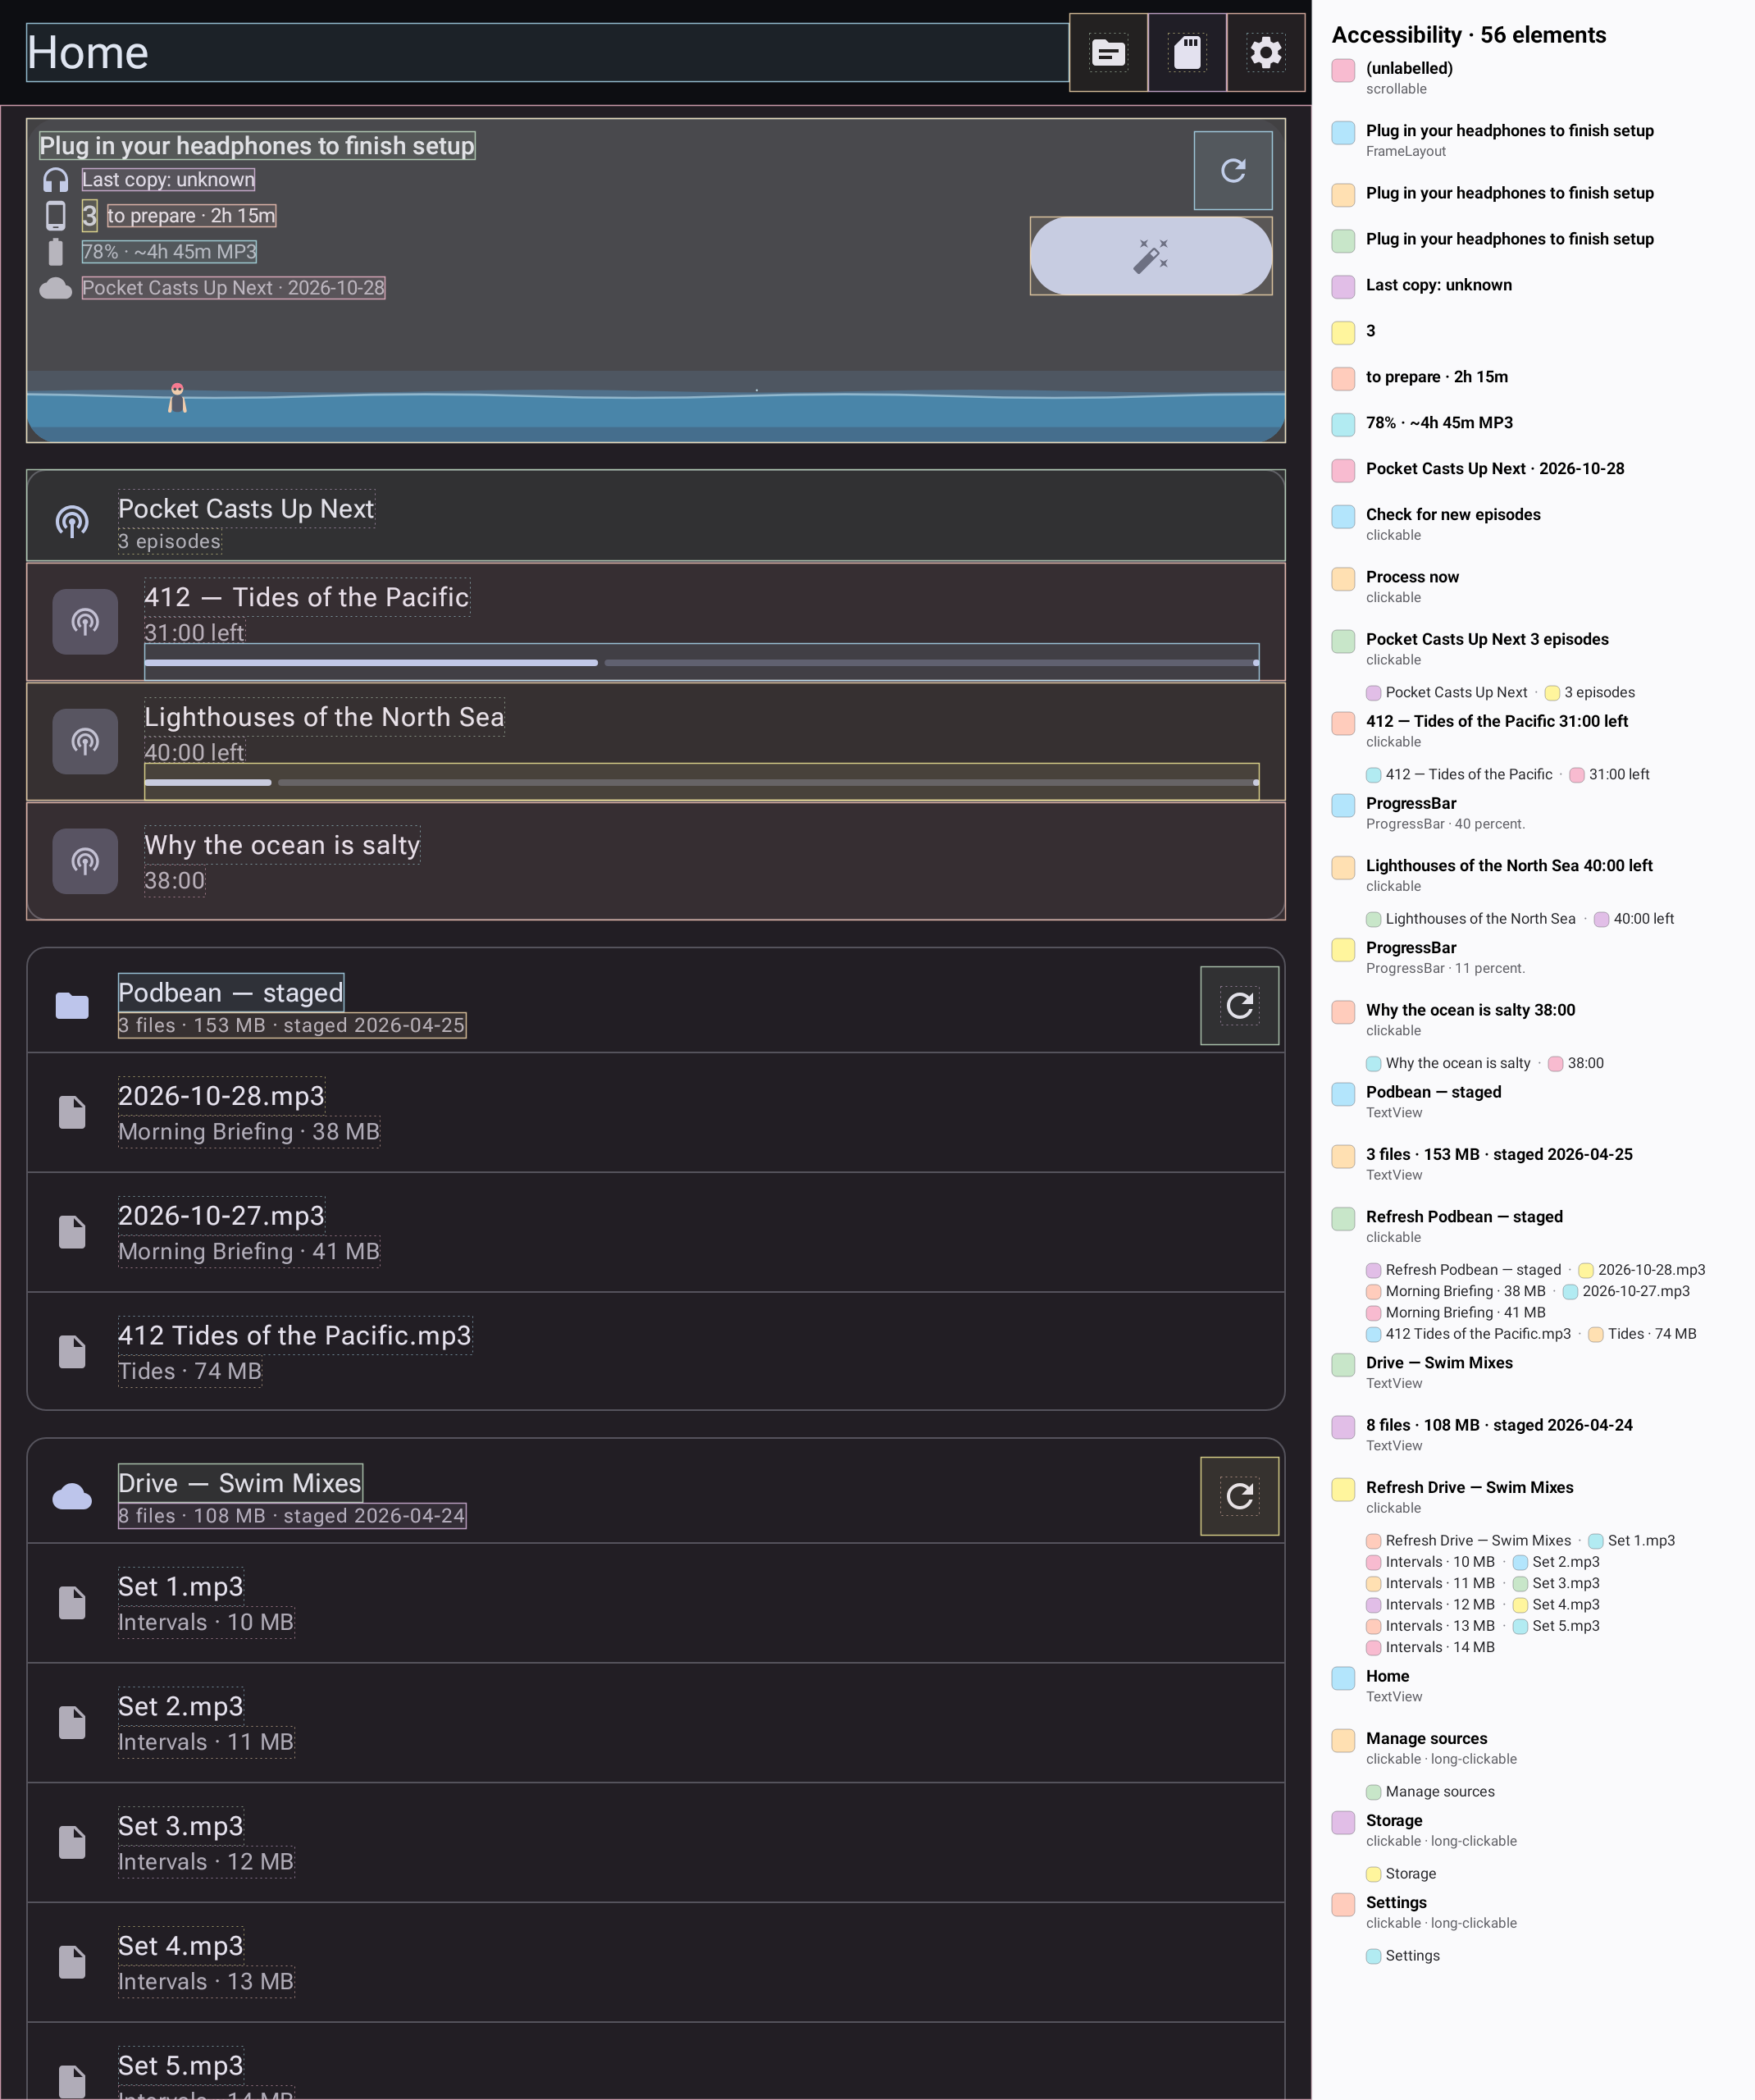 Home
Plug in your headphones to finish setup
Last copy: unknown
3 to prepare · 2h 15m
78% · ~4h 45m MP3
Pocket Casts Up Next · 2026-10-28
Pocket Casts Up Next
3 episodes
412 — Tides of the Pacific
31:00 left
Lighthouses of the North Sea
40:00 left
Why the ocean is salty
38:00
Podbean — staged
3 files · 153 MB · staged 2026-04-25
2026-10-28.mp3
Morning Briefing · 38 MB
2026-10-27.mp3
Morning Briefing · 41 MB
412 Tides of the Pacific.mp3
Tides · 74 MB
Drive — Swim Mixes
8 files · 108 MB · staged 2026-04-24
Set 1.mp3
Intervals · 10 MB
Set 2.mp3
Intervals · 11 MB
Set 3.mp3
Intervals · 12 MB
Set 4.mp3
Intervals · 13 MB
Set 5.mp3
Intervals · 14 MB
Accessibility · 56 elements
(unlabelled)
scrollable
Plug in your headphones to finish setup
FrameLayout
Plug in your headphones to finish setup
Plug in your headphones to finish setup
Last copy: unknown
3
to prepare · 2h 15m
78% · ~4h 45m MP3
Pocket Casts Up Next · 2026-10-28
Check for new episodes
clickable
Process now
clickable
Pocket Casts Up Next 3 episodes
clickable
Pocket Casts Up Next · 3 episodes
412 — Tides of the Pacific 31:00 left
clickable
412 — Tides of the Pacific · 31:00 left
ProgressBar
ProgressBar · 40 percent.
Lighthouses of the North Sea 40:00 left
clickable
Lighthouses of the North Sea · 40:00 left
ProgressBar
ProgressBar · 11 percent.
Why the ocean is salty 38:00
clickable
Why the ocean is salty · 38:00
Podbean — staged
TextView
3 files · 153 MB · staged 2026-04-25
TextView
Refresh Podbean — staged
clickable
Refresh Podbean — staged · 2026-10-28.mp3
Morning Briefing · 38 MB · 2026-10-27.mp3
Morning Briefing · 41 MB
412 Tides of the Pacific.mp3 · Tides · 74 MB
Drive — Swim Mixes
TextView
8 files · 108 MB · staged 2026-04-24
TextView
Refresh Drive — Swim Mixes
clickable
Refresh Drive — Swim Mixes · Set 1.mp3
Intervals · 10 MB · Set 2.mp3
Intervals · 11 MB · Set 3.mp3
Intervals · 12 MB · Set 4.mp3
Intervals · 13 MB · Set 5.mp3
Intervals · 14 MB
Home
TextView
Manage sources
clickable · long-clickable
Manage sources
Storage
clickable · long-clickable
Storage
Settings
clickable · long-clickable
Settings